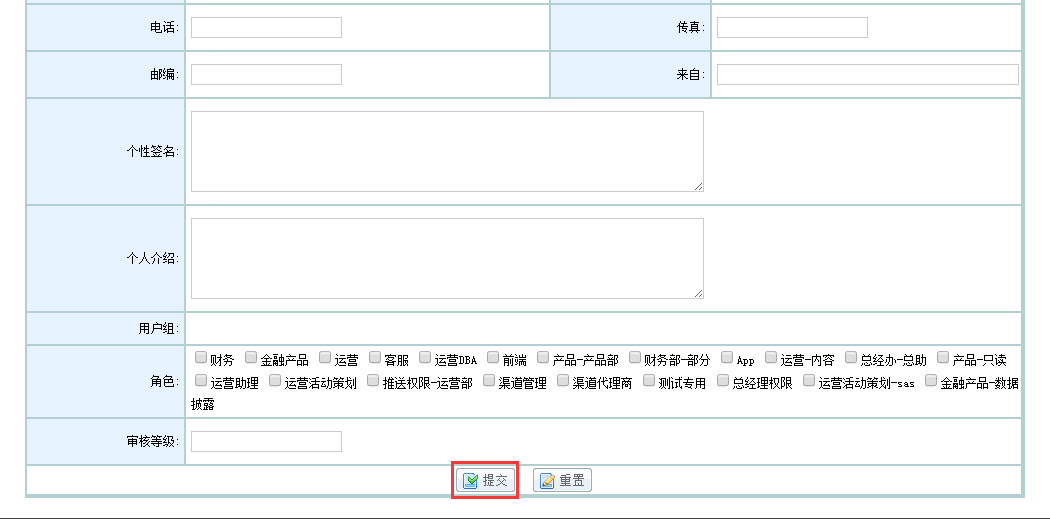 电话: 传真:
邮编: 来自:
个性签名:
个人介绍:
用户组:
角色: 财务 金融产品 运营 客服 运营DBA 前端 产品-产品部 财务部-部分 App 运营-内容 总经办-总助 产品-只读
运营助理 运营活动策划 推送权限-运营部 渠道管理 渠道代理商 测试专用 总经理权限 运营活动策划-sas 金融产品-数据
披露
审核等级:
提交 重置